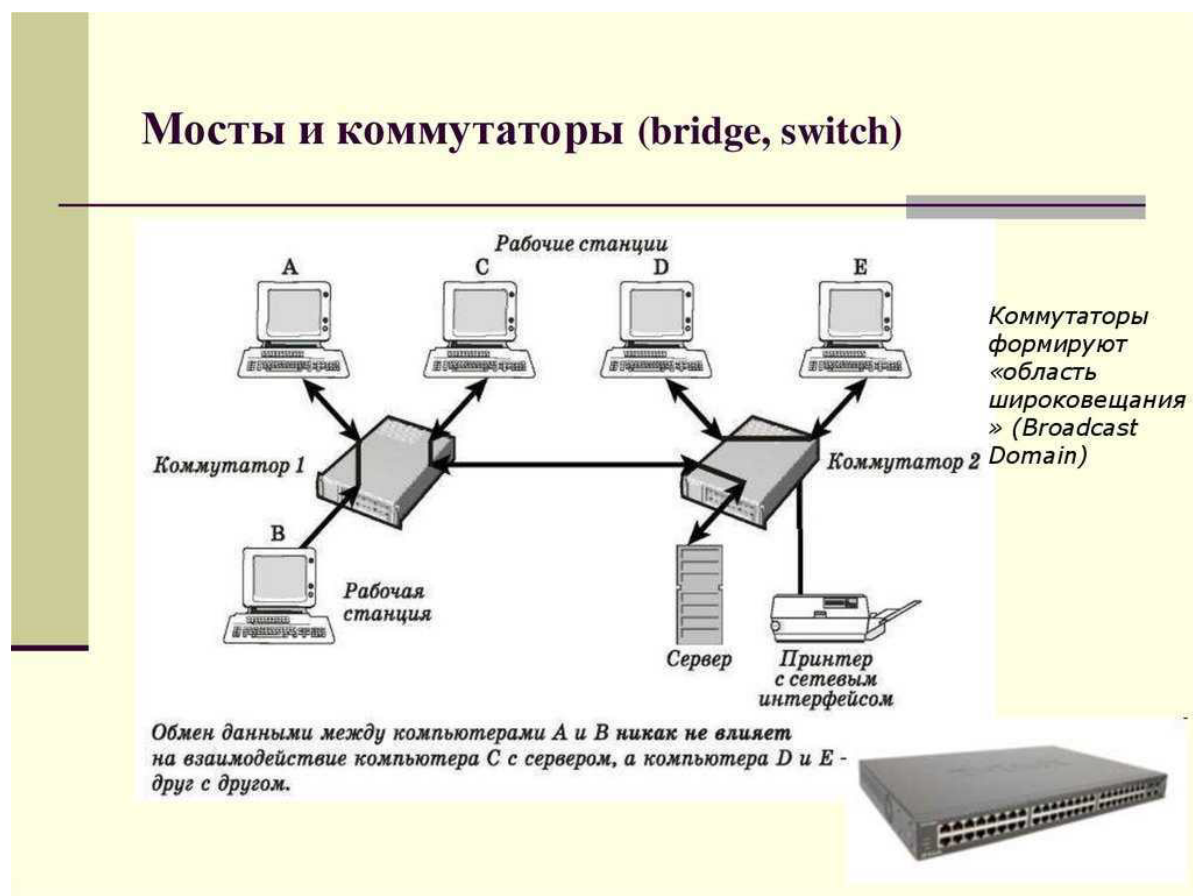 Мосты и коммутаторы (bridge, switch)
Рабочие станции
A
C
D
E
Коммутаторы
формируют
«область
широковещания
» (Broadcast
Domain)
Коммутатор 1
Коммутатор 2
B
Рабочая
станция
Сервер
Принтер
с сетевым
интерфейсом
Обмен данными между компьютерами A и B никак не влияет
на взаимодействие компьютера C с сервером, а компьютера D и E -
друг с другом.